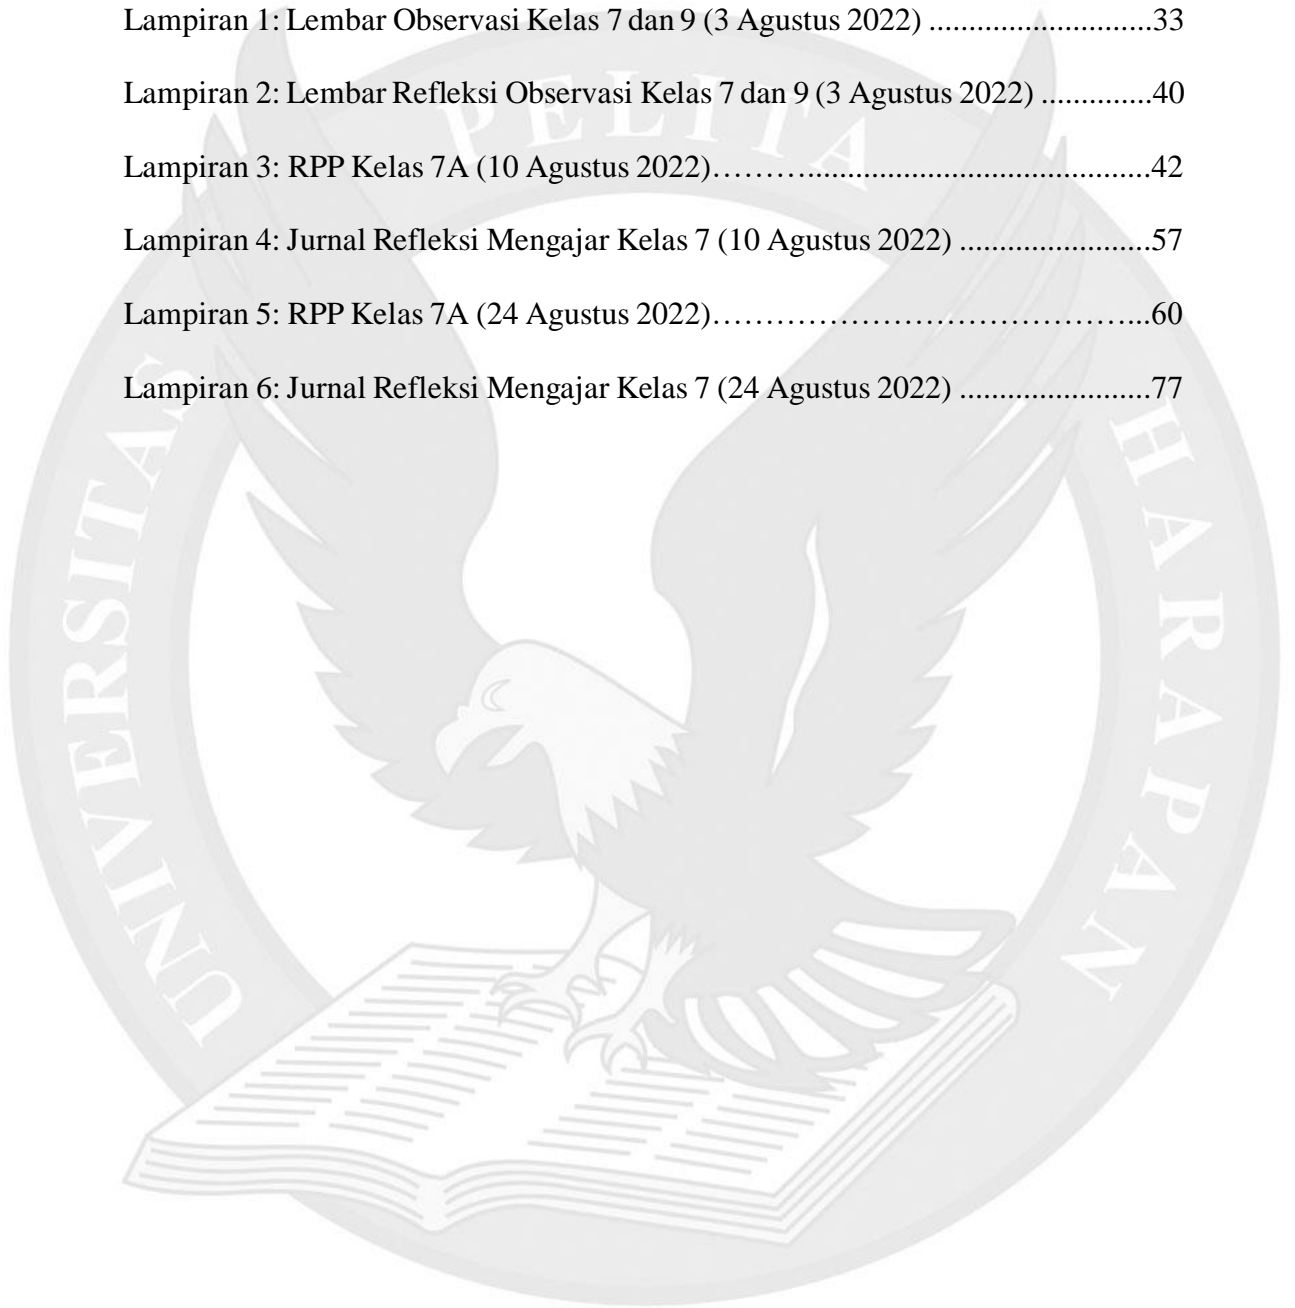 Lampiran 1: Lembar Observasi Kelas 7 dan 9 (3 Agustus 2022) ............................33
Lampiran 2: Lembar Refleksi Observasi Kelas 7 dan 9 (3 Agustus 2022) ..............40
Lampiran 3: RPP Kelas 7A (10 Agustus 2022)……….............................................42
Lampiran 4: Jurnal Refleksi Mengajar Kelas 7 (10 Agustus 2022) ........................57
Lampiran 5: RPP Kelas 7A (24 Agustus 2022)…………………………………...60
Lampiran 6: Jurnal Refleksi Mengajar Kelas 7 (24 Agustus 2022) ........................77
UNIVERSITAS PELITA HARAPAN